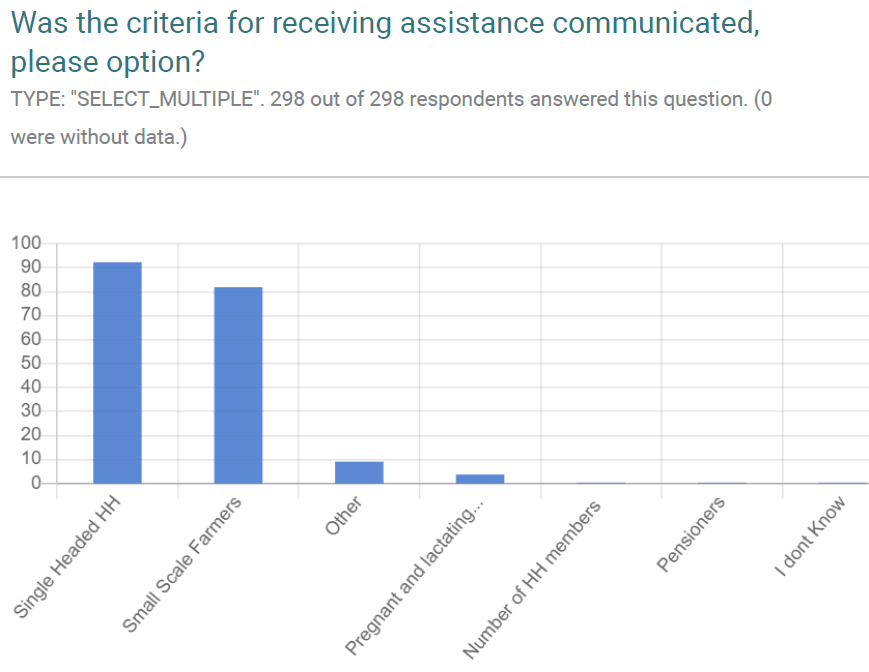 Was the criteria for receiving assistance communicated,
please option?
TYPE: "SELECT_MULTIPLE". 298 out of 298 respondents answered this question. (0
were without data.)
100
90
80
70
60
50
40
30
20
10
0
Single Headed HH
Small Scale Farmers
Other
Pregnant and lactating...
Number of HH members
Pensioners
I dont Know